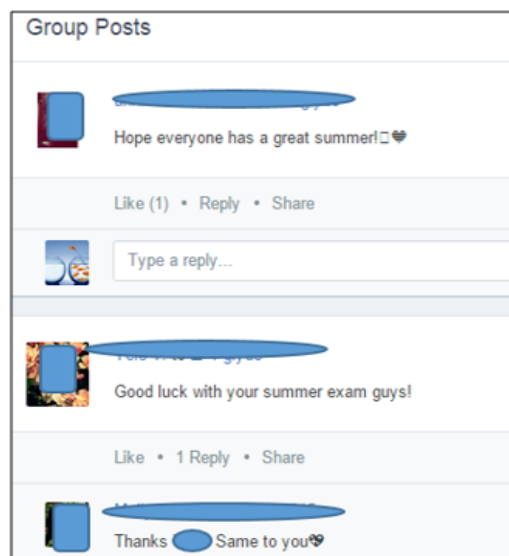 Group Posts
Hope everyone has a great summer!□🖤
Like (1) • Reply • Share
Type a reply...
Good luck with your summer exam guys!
Like • 1 Reply • Share
Thanks Same to you💖